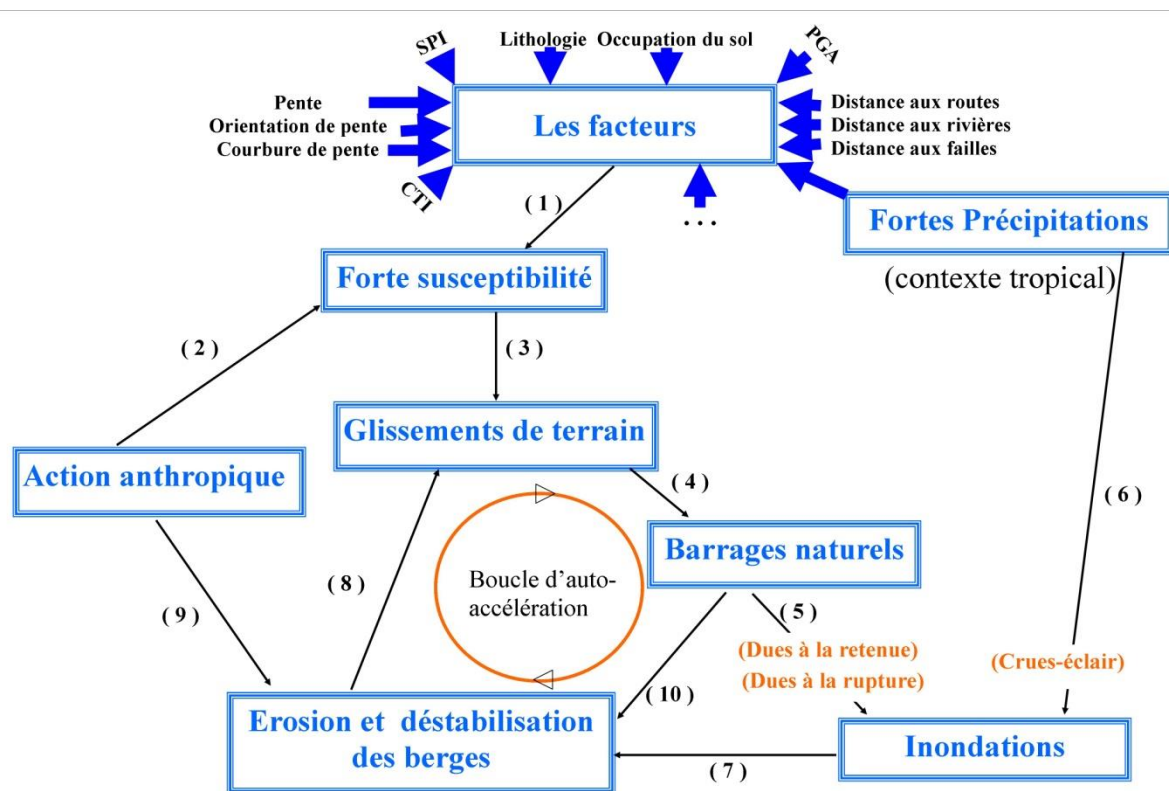 SPI
Lithologie
Occupation du sol
PGA
Pente
Orientation de pente
Courbure de pente
CTI
Les facteurs
Distance aux routes
Distance aux rivières
Distance aux failles
. . .
( 1 )
Fortes Précipitations
(contexte tropical)
Forte susceptibilité
( 2 )
( 3 )
Glissements de terrain
Action anthropique
( 4 )
( 6 )
Barrages naturels
Boucle d’auto-
accélération
( 8 )
( 9 )
( 5 )
(Dues à la retenue)
(Dues à la rupture)
(Crues-éclair)
( 10 )
Erosion et déstabilisation
des berges
( 7 )
Inondations